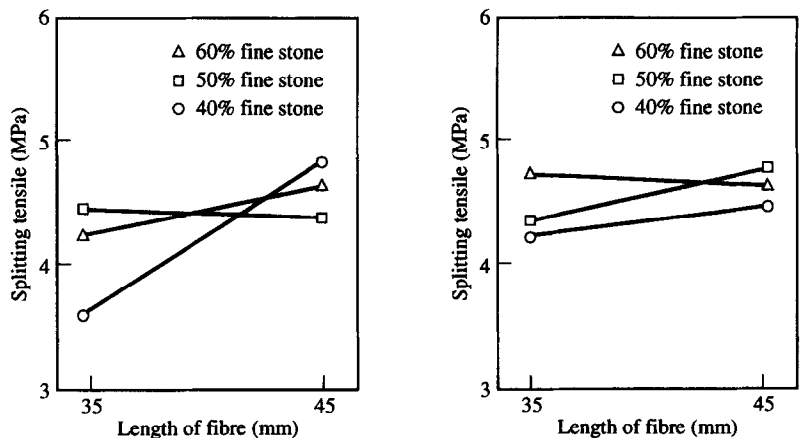 6
5
4
3
Splitting tensile (MPa)
60% fine stone
50% fine stone
40% fine stone
35
45
Length of fibre (mm)
6
5
4
3
Splitting tensile (MPa)
60% fine stone
50% fine stone
40% fine stone
35
45
Length of fibre (mm)